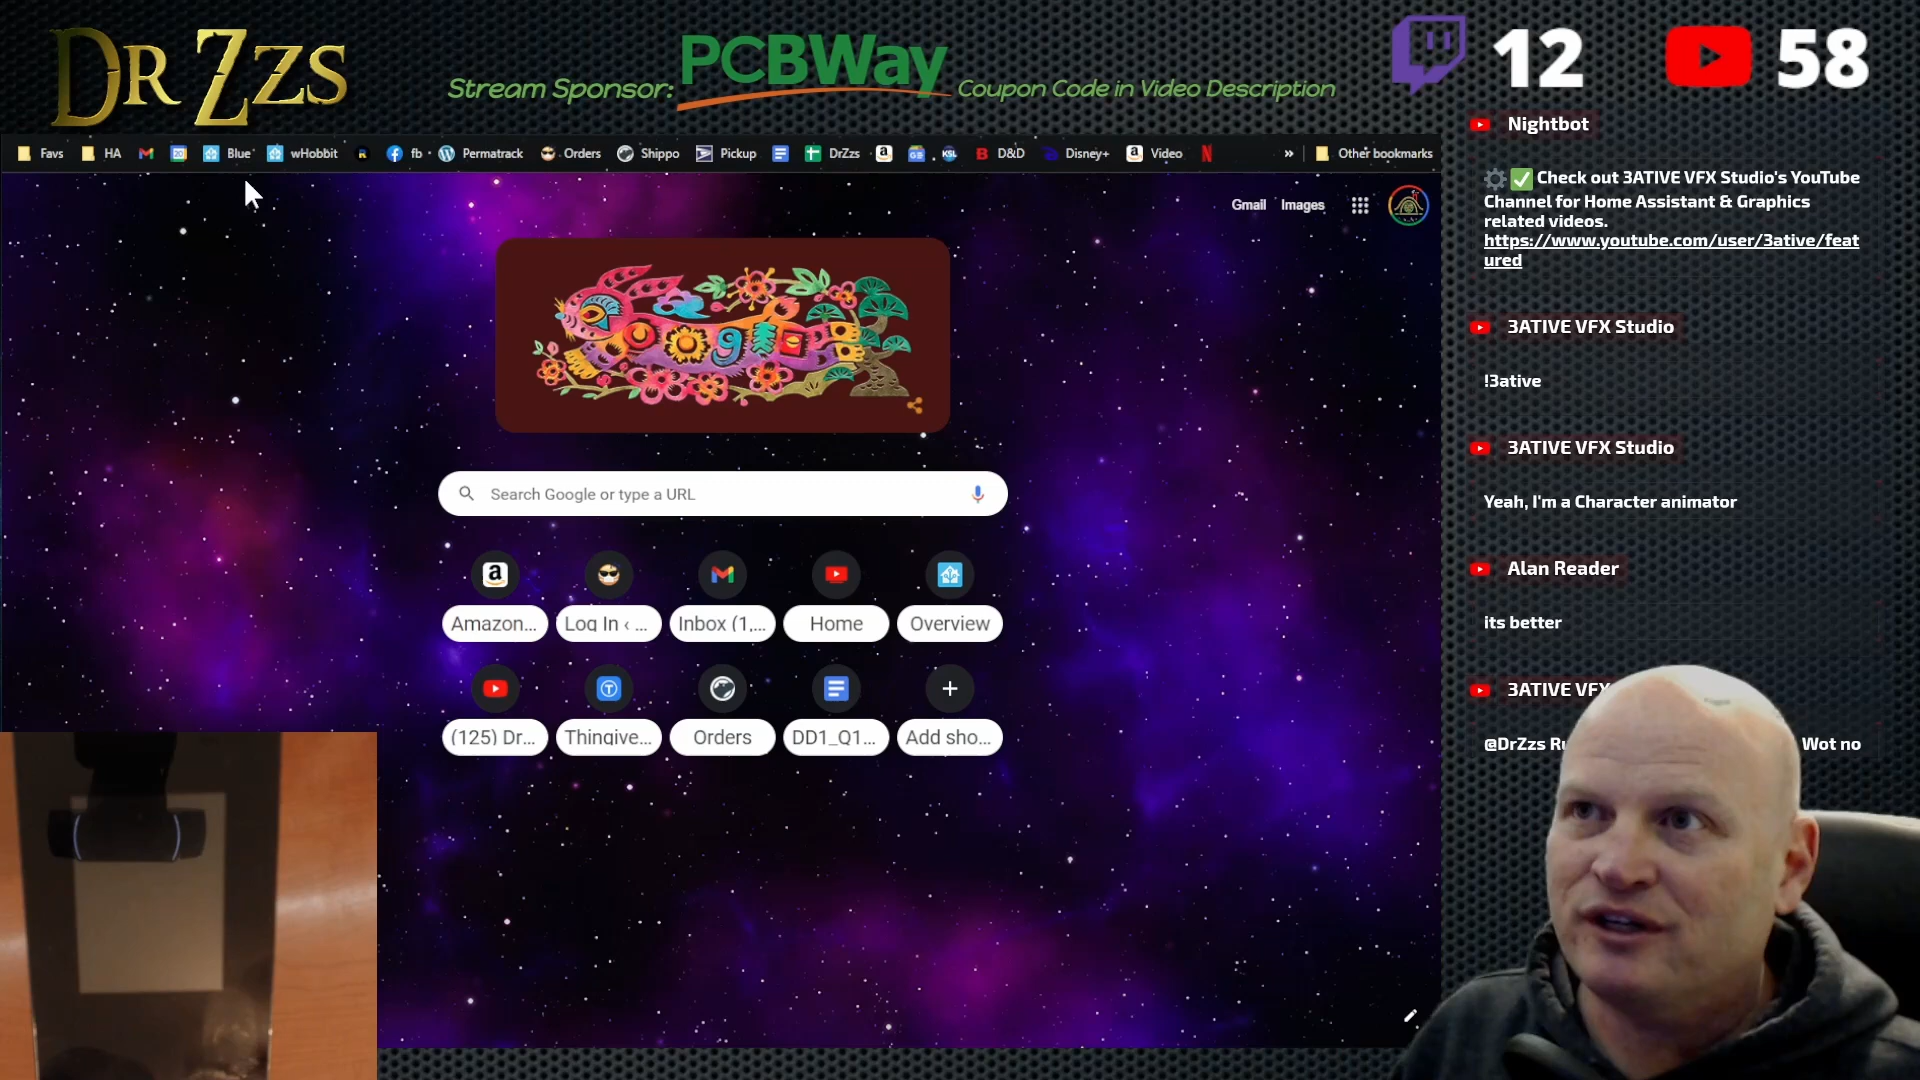 DR ZZS
Stream Sponsor: PCBWay Coupon Code in Video Description
12
58
Favs HA Blue wHobbit fb Permatrack Orders Shippo Pickup DrZzs KSL D&D Disney+ Video » Other bookmarks
Gmail Images
Search Google or type a URL
Amazon... Log In ‹ ... Inbox (1,... Home Overview
(125) Dr... Thingive... Orders DD1_Q1... Add sho...
Nightbot
Check out 3ATIVE VFX Studio's YouTube
Channel for Home Assistant & Graphics
related videos.
https://www.youtube.com/user/3ative/feat
ured
3ATIVE VFX Studio
!3ative
3ATIVE VFX Studio
Yeah, I'm a Character animator
Alan Reader
its better
3ATIVE VFX
@DrZzs Wot no